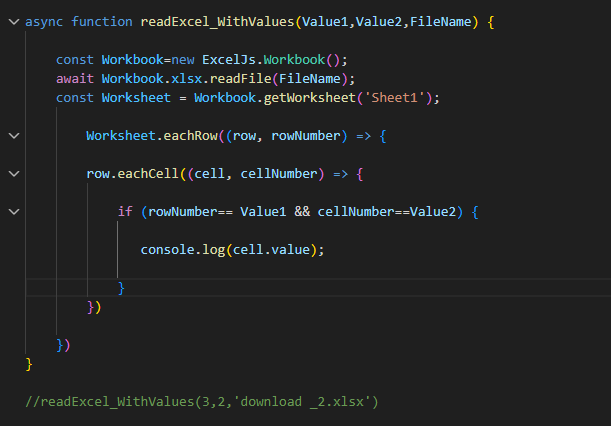 async function readExcel_WithValues(Value1,Value2,FileName) {
const Workbook=new ExcelJs.Workbook();
await Workbook.xlsx.readFile(FileName);
const Worksheet = Workbook.getWorksheet('Sheet1');
Worksheet.eachRow((row, rowNumber) => {
row.eachCell((cell, cellNumber) => {
if (rowNumber== Value1 && cellNumber==Value2) {
console.log(cell.value);
}
})
})
}
//readExcel_WithValues(3,2,'download _2.xlsx')